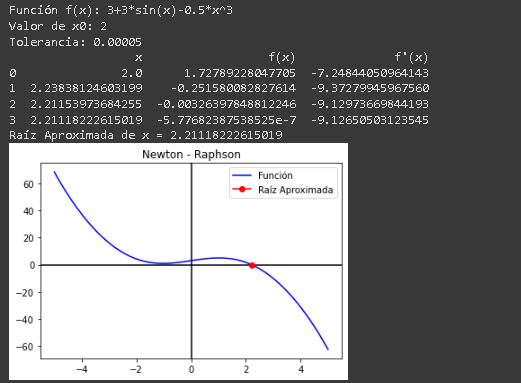 Función f(x): 3+3*sin(x)-0.5*x^3
Valor de x0: 2
Tolerancia: 0.00005
x f(x) f'(x)
0 2.0 1.72789228047705 -7.24844050964143
1 2.23838124603199 -0.251580082827614 -9.37279945967560
2 2.21153973684255 -0.00326397848812246 -9.12973669844193
3 2.21118222615019 -5.77682387538525e-7 -9.12650503123545
Raíz Aproximada de x = 2.21118222615019
Newton - Raphson
Función
Raíz Aproximada
60
40
20
0
−20
−40
−60
−4 −2 0 2 4